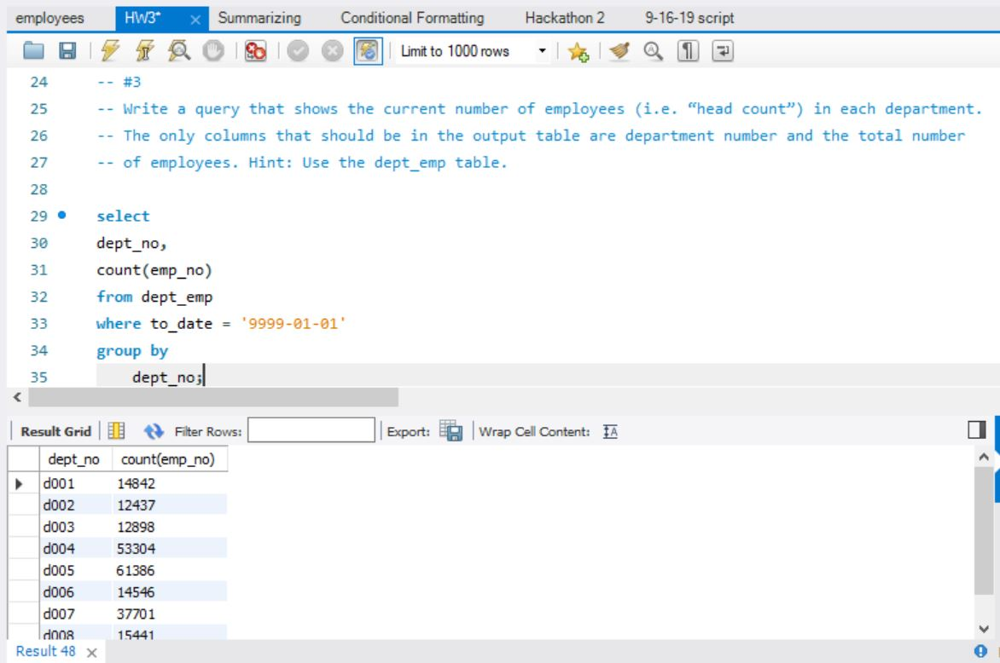 employees HW3* × Summarizing Conditional Formatting Hackathon 2 9-16-19 script
Limit to 1000 rows
24 -- #3
25 -- Write a query that shows the current number of employees (i.e. “head count”) in each department.
26 -- The only columns that should be in the output table are department number and the total number
27 -- of employees. Hint: Use the dept_emp table.
28
29 select
30 dept_no,
31 count(emp_no)
32 from dept_emp
33 where to_date = '9999-01-01'
34 group by
35 dept_no;
Result Grid Filter Rows: Export: Wrap Cell Content:
dept_no count(emp_no)
d001 14842
d002 12437
d003 12898
d004 53304
d005 61386
d006 14546
d007 37701
d008 15441
Result 48 ×